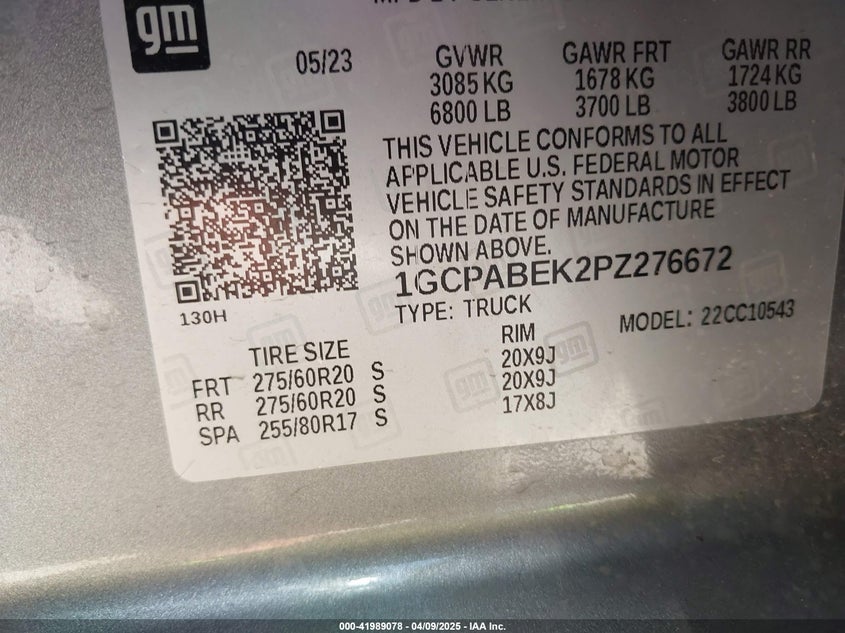 gm
05/23
GVWR GAWR FRT GAWR RR
3085 KG 1678 KG 1724 KG
6800 LB 3700 LB 3800 LB
THIS VEHICLE CONFORMS TO ALL
APPLICABLE U.S. FEDERAL MOTOR
VEHICLE SAFETY STANDARDS IN EFFECT
ON THE DATE OF MANUFACTURE
SHOWN ABOVE.
1GCPABEK2PZ276672
130H
TYPE: TRUCK MODEL: 22CC10543
TIRE SIZE RIM
FRT 275/60R20 S 20X9J
RR 275/60R20 S 20X9J
SPA 255/80R17 S 17X8J
000-41989078 - 04/09/2025 - IAA Inc.